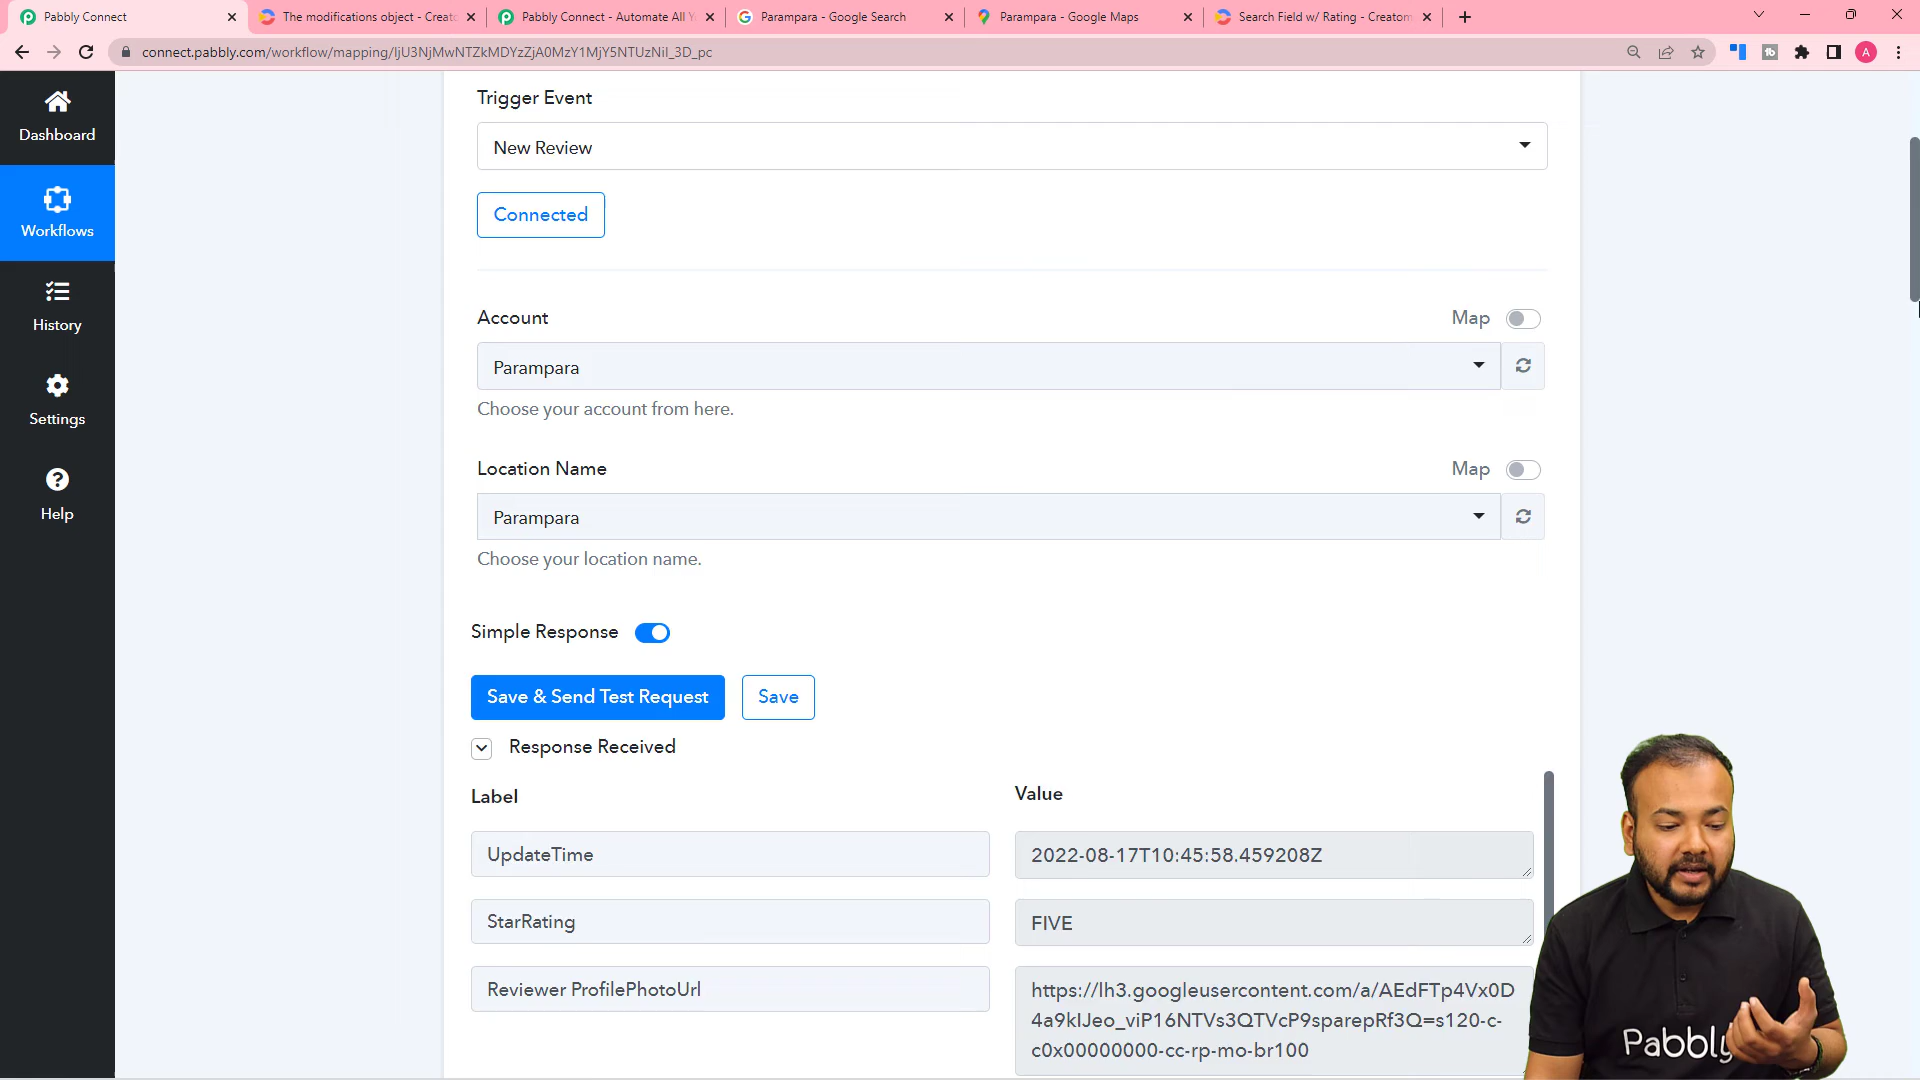 Pabbly Connect
The modifications object - Creato
Pabbly Connect - Automate All Y
Parampara - Google Search
Parampara - Google Maps
Search Field w/ Rating - Creatom
connect.pabbly.com/workflow/mapping/IjU3NjMwNTZkMDYzZjA0MzY1MjY5NTUzNiI_3D_pc
A
Dashboard
Workflows
History
Settings
Help
Trigger Event
New Review
Connected
Account
Map
Parampara
Choose your account from here.
Location Name
Map
Parampara
Choose your location name.
Simple Response
Save & Send Test Request
Save
Response Received
Label
Value
UpdateTime
2022-08-17T10:45:58.459208Z
StarRating
FIVE
Reviewer ProfilePhotoUrl
https://lh3.googleusercontent.com/a/AEdFTp4Vx0D
4a9kIJeo_viP16NTVs3QTVcP9sparepRf3Q=s120-c-
c0x00000000-cc-rp-mo-br100
Pabbly